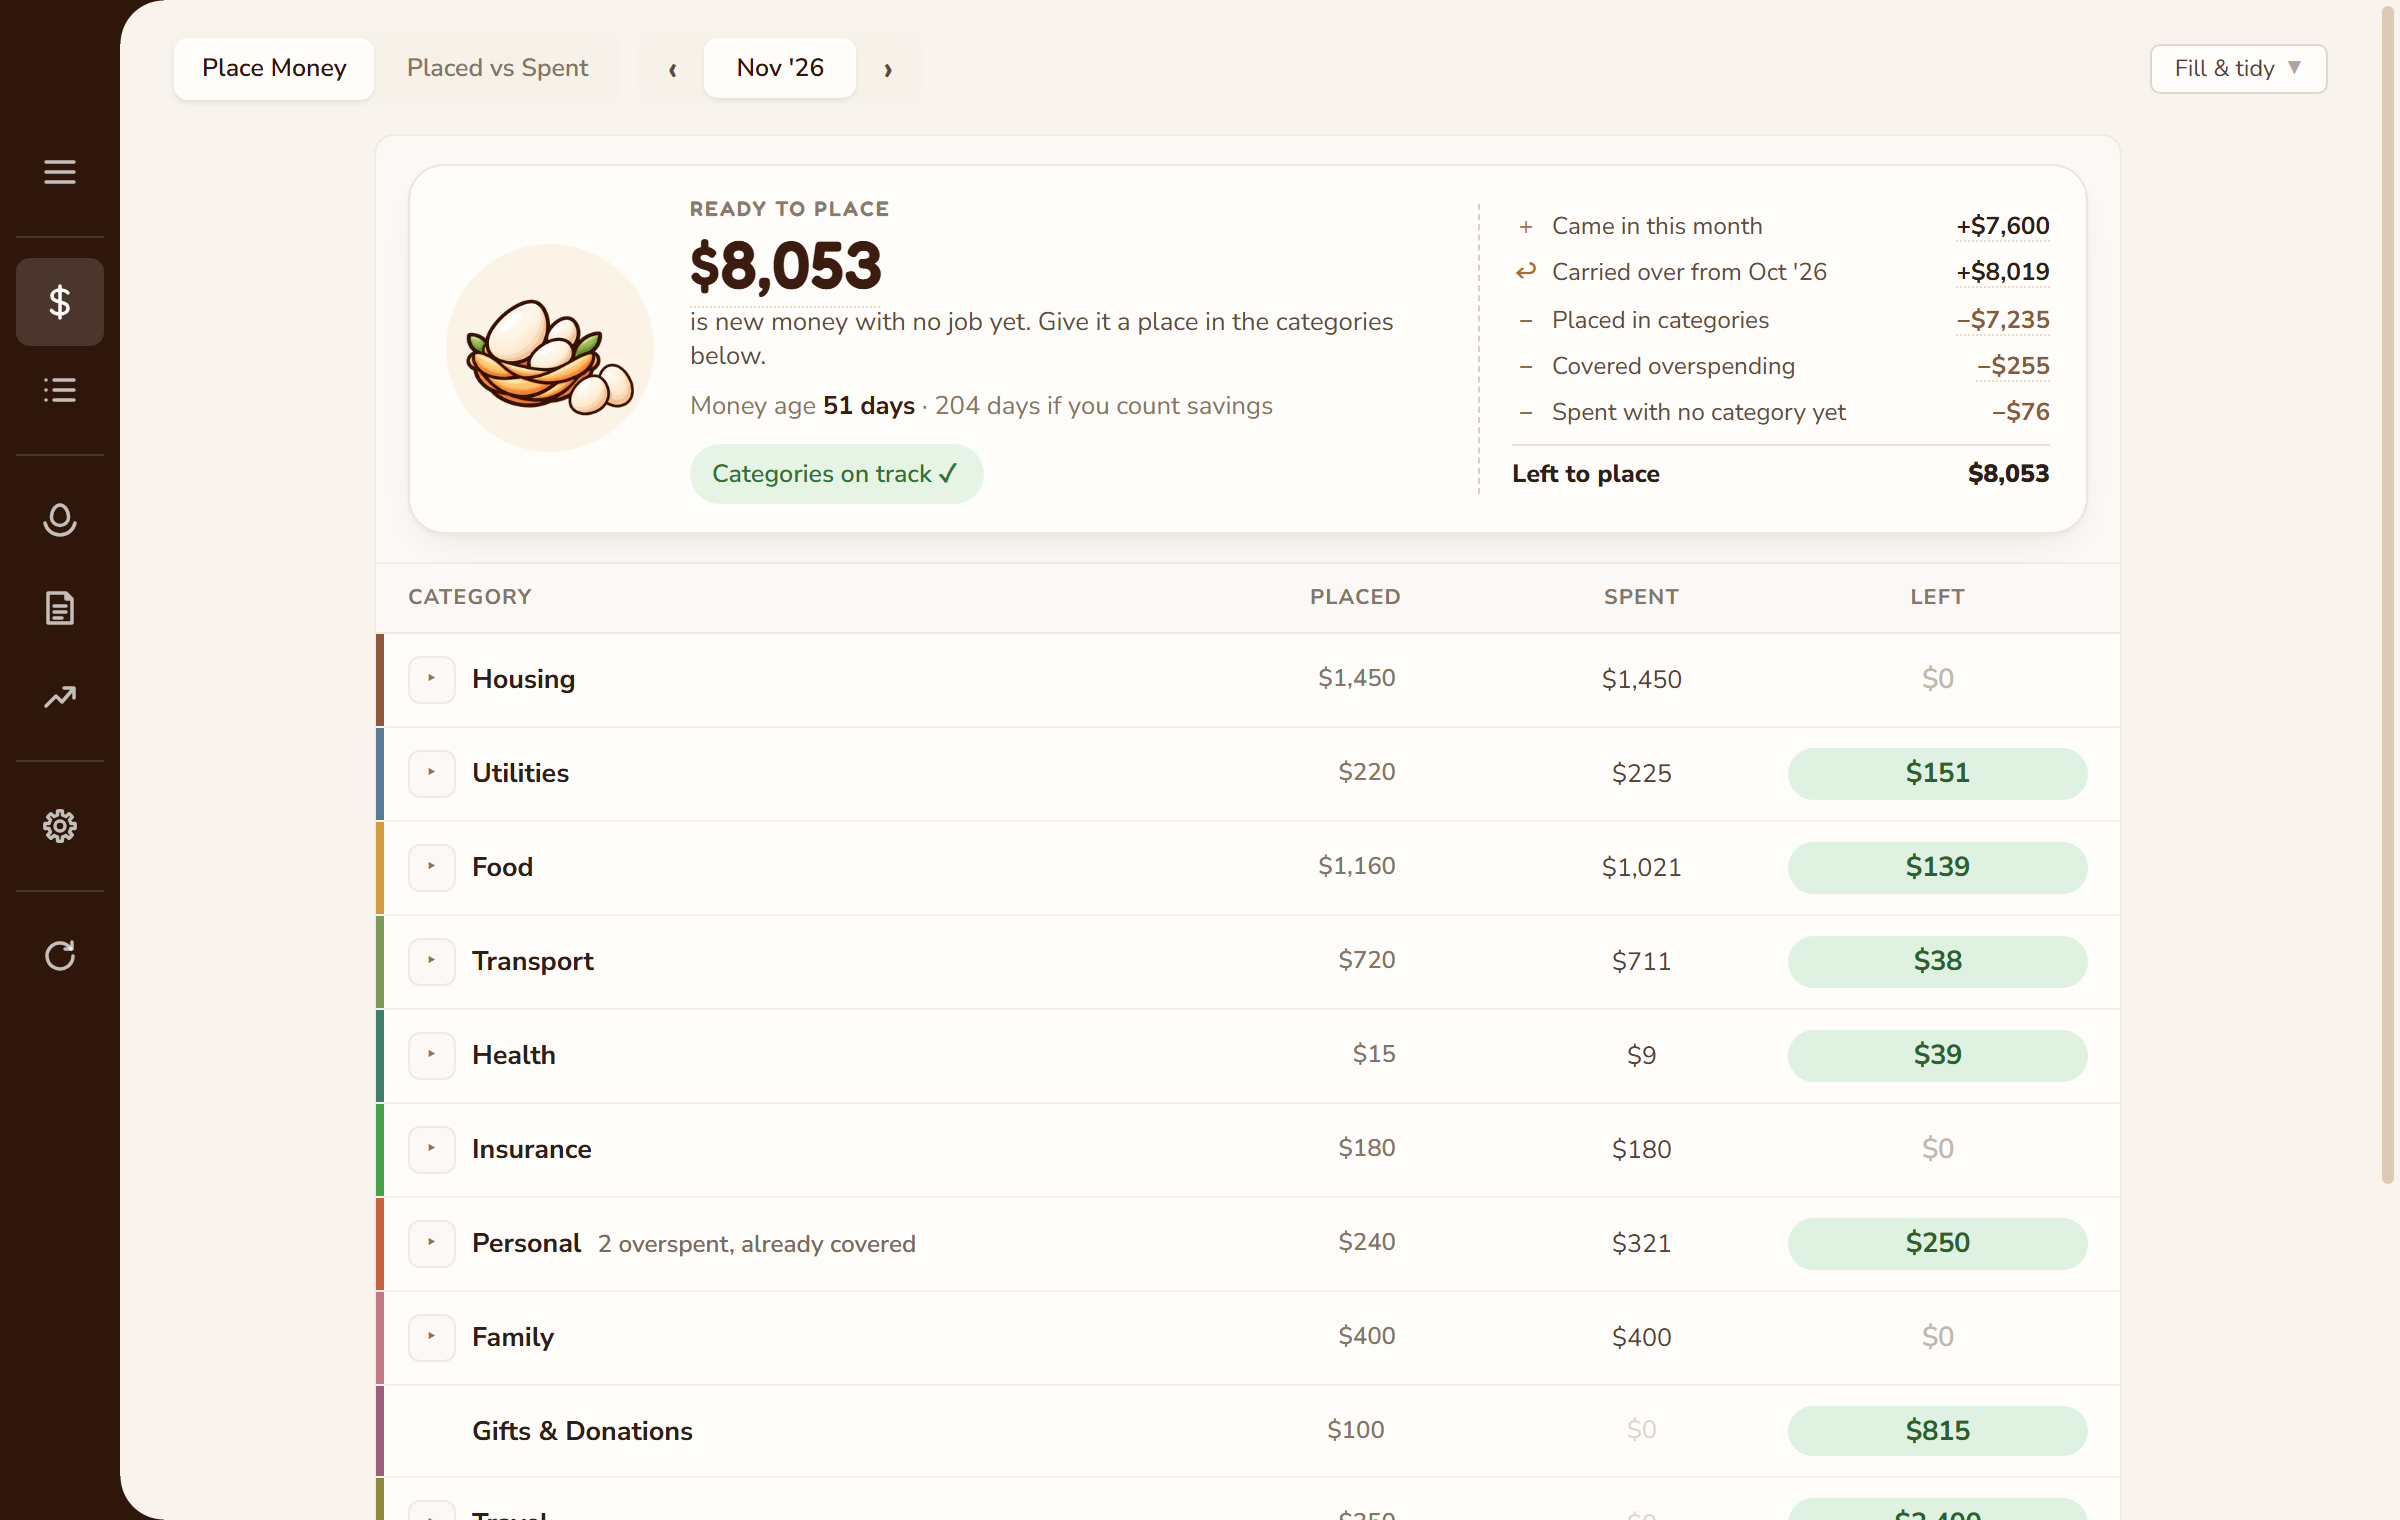 Place Money
Placed vs Spent
‹ Nov '26 ›
Fill & tidy ▼
READY TO PLACE
$8,053
is new money with no job yet. Give it a place in the categories
below.
Money age 51 days · 204 days if you count savings
Categories on track ✓
+ Came in this month +$7,600
↩ Carried over from Oct '26 +$8,019
− Placed in categories −$7,235
− Covered overspending −$255
− Spent with no category yet −$76
Left to place $8,053
CATEGORY PLACED SPENT LEFT
Housing $1,450 $1,450 $0
Utilities $220 $225 $151
Food $1,160 $1,021 $139
Transport $720 $711 $38
Health $15 $9 $39
Insurance $180 $180 $0
Personal 2 overspent, already covered $240 $321 $250
Family $400 $400 $0
Gifts & Donations $100 $0 $815
Travel $350 $0 $2,400